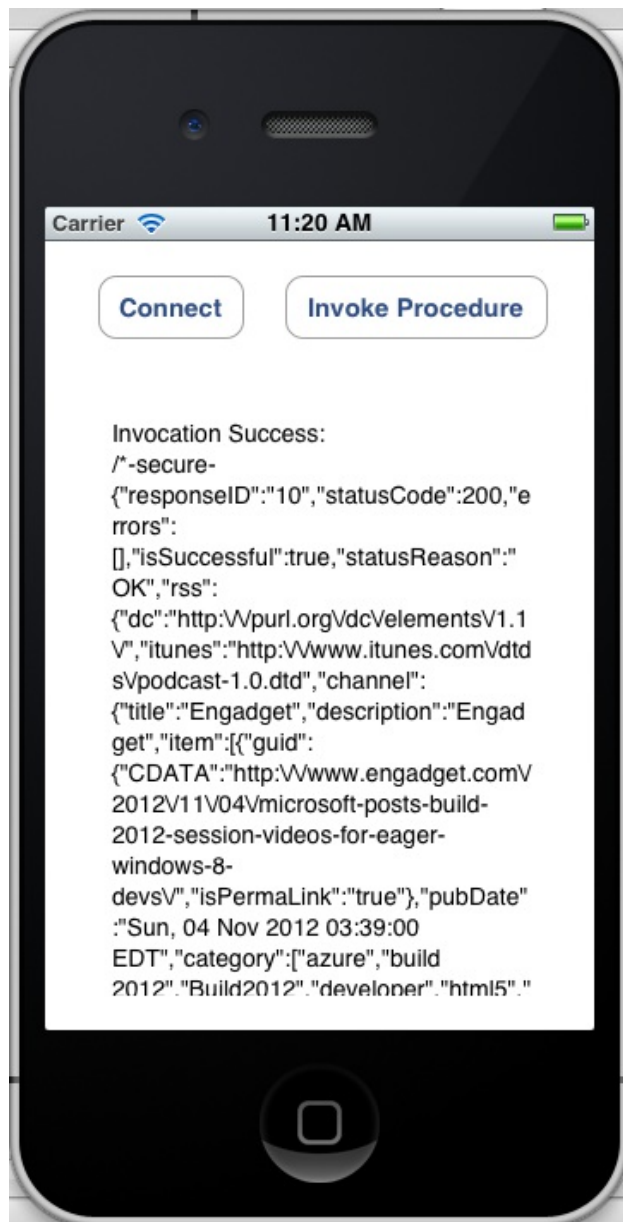 Carrier 11:20 AM
Connect Invoke Procedure
Invocation Success:
/*-secure-
{"responseID":"10","statusCode":200,"e
rrors":
[],"isSuccessful":true,"statusReason":"
OK","rss":
{"dc":"http:\/\/purl.org\/dc\/elements\/1.1
\/","itunes":"http:\/\/www.itunes.com\/dtd
s\/podcast-1.0.dtd","channel":
{"title":"Engadget","description":"Engad
get","item":[{"guid":
{"CDATA":"http:\/\/www.engadget.com\/
2012\/11\/04\/microsoft-posts-build-
2012-session-videos-for-eager-
windows-8-
devs\/","isPermaLink":"true"},"pubDate"
:"Sun, 04 Nov 2012 03:39:00
EDT","category":["azure","build
2012","Build2012","developer","html5","